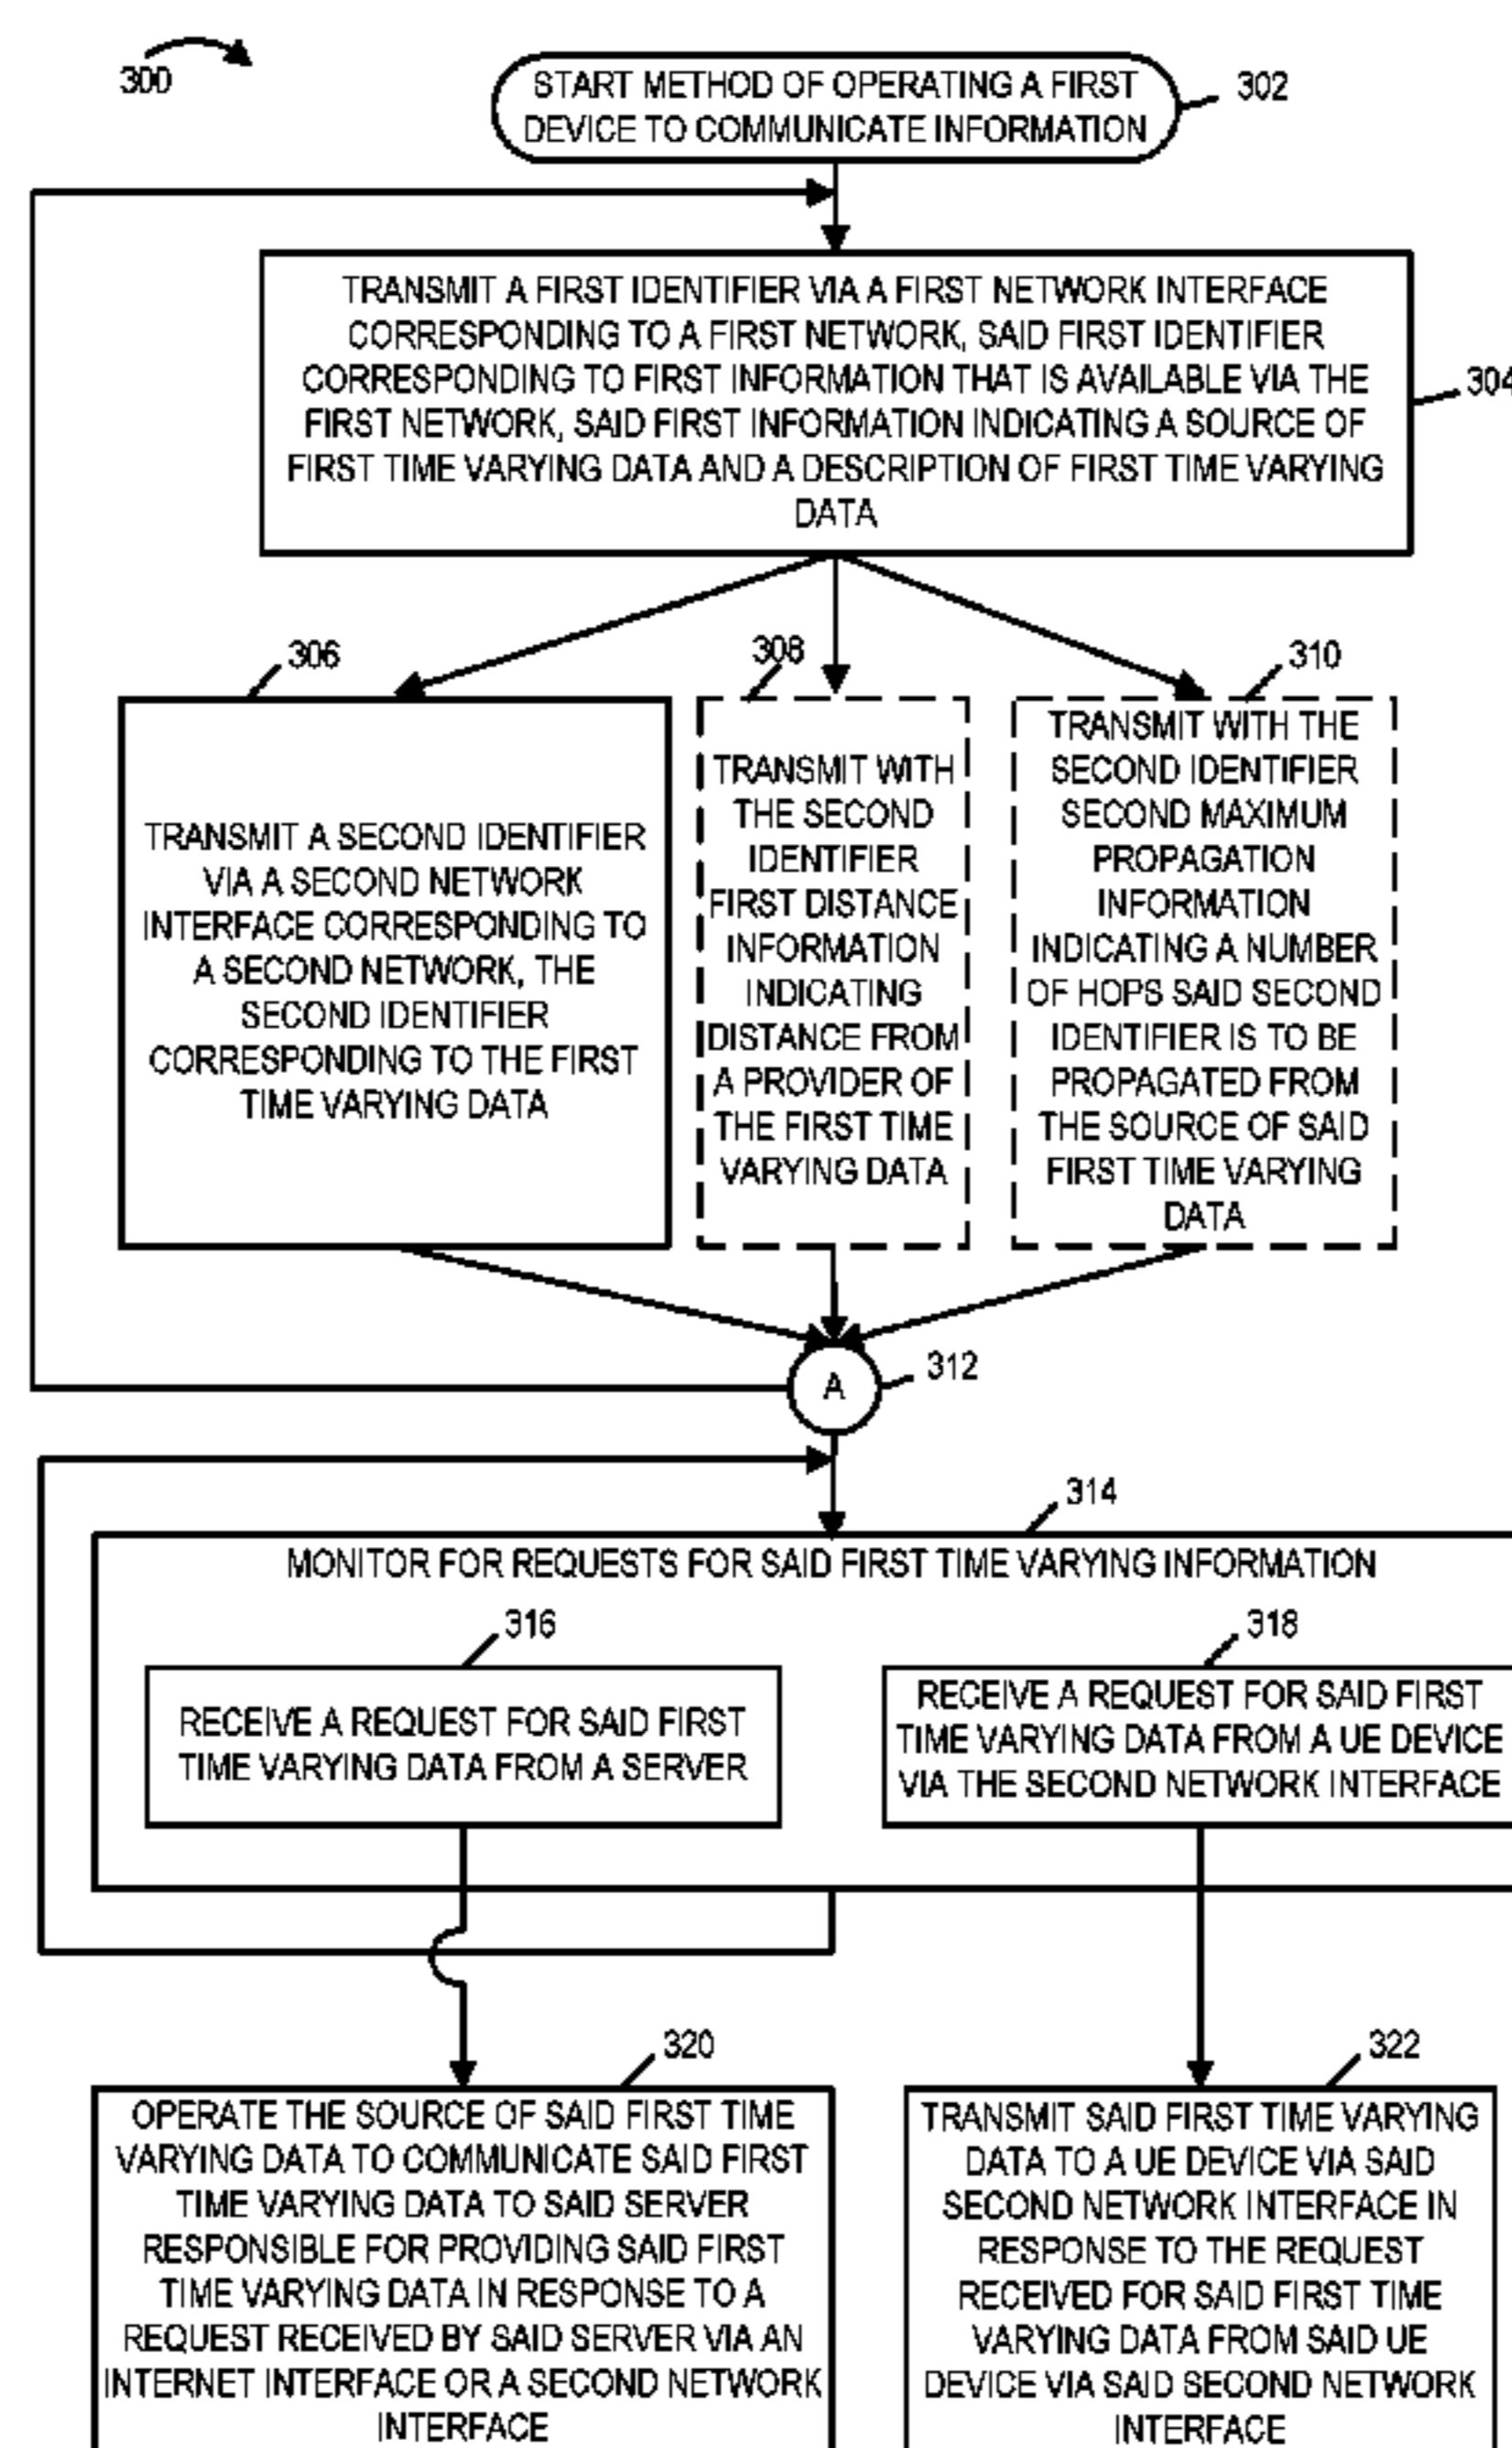 300
START METHOD OF OPERATING A FIRST
DEVICE TO COMMUNICATE INFORMATION
302
TRANSMIT A FIRST IDENTIFIER VIA A FIRST NETWORK INTERFACE
CORRESPONDING TO A FIRST NETWORK, SAID FIRST IDENTIFIER
CORRESPONDING TO FIRST INFORMATION THAT IS AVAILABLE VIA THE
FIRST NETWORK, SAID FIRST INFORMATION INDICATING A SOURCE OF
FIRST TIME VARYING DATA AND A DESCRIPTION OF FIRST TIME VARYING
DATA
304
306
TRANSMIT A SECOND IDENTIFIER
VIA A SECOND NETWORK
INTERFACE CORRESPONDING TO
A SECOND NETWORK, THE
SECOND IDENTIFIER
CORRESPONDING TO THE FIRST
TIME VARYING DATA
308
TRANSMIT WITH
THE SECOND
IDENTIFIER
FIRST DISTANCE
INFORMATION
INDICATING
DISTANCE FROM
A PROVIDER OF
THE FIRST TIME
VARYING DATA
310
TRANSMIT WITH THE
SECOND IDENTIFIER
SECOND MAXIMUM
PROPAGATION
INFORMATION
INDICATING A NUMBER
OF HOPS SAID SECOND
IDENTIFIER IS TO BE
PROPAGATED FROM
THE SOURCE OF SAID
FIRST TIME VARYING
DATA
A
312
314
MONITOR FOR REQUESTS FOR SAID FIRST TIME VARYING INFORMATION
316
RECEIVE A REQUEST FOR SAID FIRST
TIME VARYING DATA FROM A SERVER
318
RECEIVE A REQUEST FOR SAID FIRST
TIME VARYING DATA FROM A UE DEVICE
VIA THE SECOND NETWORK INTERFACE
320
OPERATE THE SOURCE OF SAID FIRST TIME
VARYING DATA TO COMMUNICATE SAID FIRST
TIME VARYING DATA TO SAID SERVER
RESPONSIBLE FOR PROVIDING SAID FIRST
TIME VARYING DATA IN RESPONSE TO A
REQUEST RECEIVED BY SAID SERVER VIA AN
INTERNET INTERFACE OR A SECOND NETWORK
INTERFACE
322
TRANSMIT SAID FIRST TIME VARYING
DATA TO A UE DEVICE VIA SAID
SECOND NETWORK INTERFACE IN
RESPONSE TO THE REQUEST
RECEIVED FOR SAID FIRST TIME
VARYING DATA FROM SAID UE
DEVICE VIA SAID SECOND NETWORK
INTERFACE